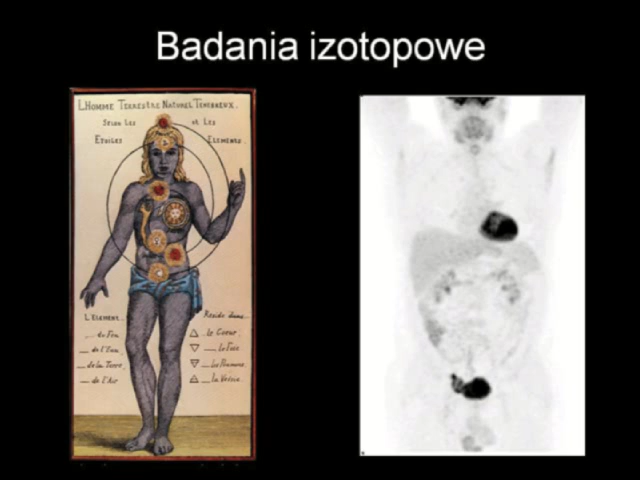 Badania izotopowe
L'HOMME TERRESTRE NATUREL TENEBREUX.
SELON LES et LES
ETOILES ELEMENTS.
L'ELEMENT... Reside dans...
du Feu le Coeur.
de l'Eau le Foie
de la Terre les Poumons
de l'Air la Vessie